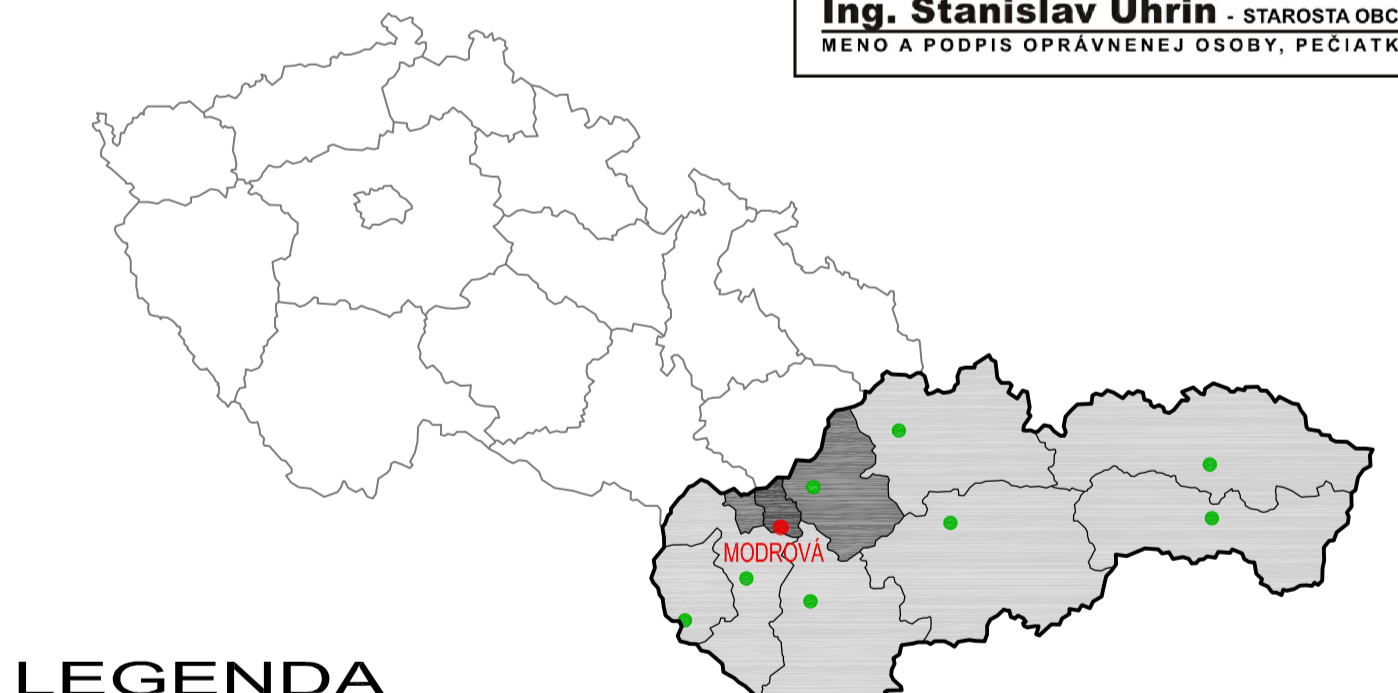 Ing. Stanislav Uhrin - STAROSTA OBC
MENO A PODPIS OPRÁVNENEJ OSOBY, PEČIATK
MODROVÁ
LEGENDA